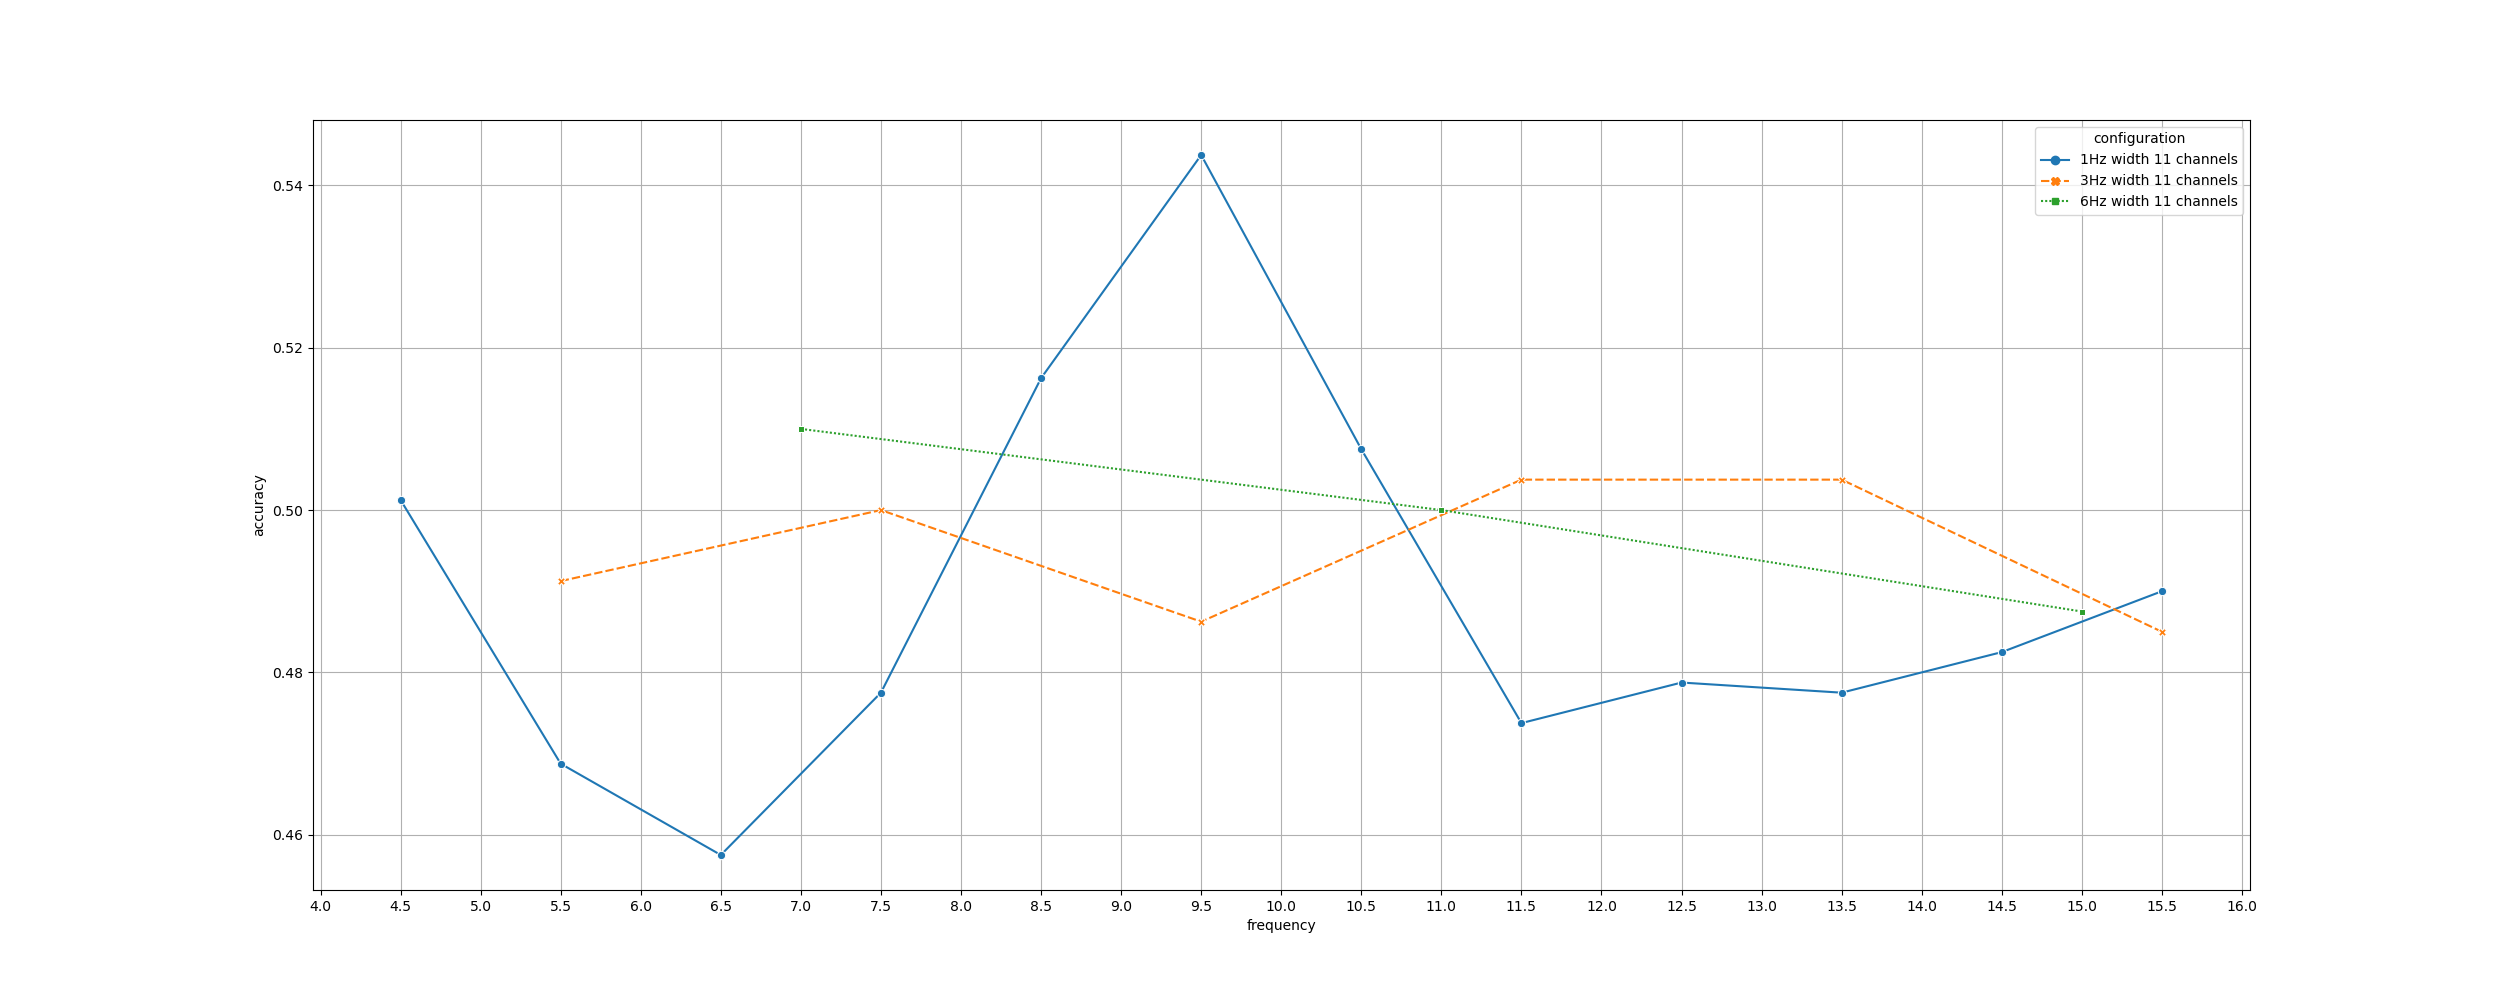 configuration
1Hz width 11 channels
3Hz width 11 channels
6Hz width 11 channels
0.54
0.52
0.50
0.48
0.46
accuracy
4.0 4.5 5.0 5.5 6.0 6.5 7.0 7.5 8.0 8.5 9.0 9.5 10.0 10.5 11.0 11.5 12.0 12.5 13.0 13.5 14.0 14.5 15.0 15.5 16.0
frequency